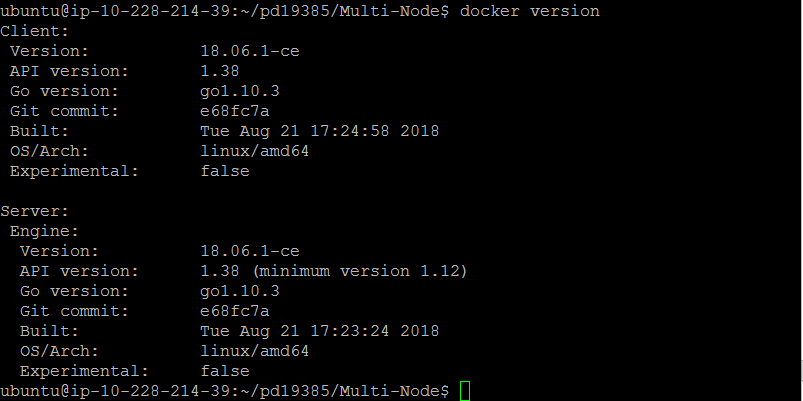 ubuntu@ip-10-228-214-39:~/pd19385/Multi-Node$ docker version
Client:
 Version:           18.06.1-ce
 API version:       1.38
 Go version:        go1.10.3
 Git commit:        e68fc7a
 Built:             Tue Aug 21 17:24:58 2018
 OS/Arch:           linux/amd64
 Experimental:      false

Server:
 Engine:
  Version:          18.06.1-ce
  API version:      1.38 (minimum version 1.12)
  Go version:       go1.10.3
  Git commit:       e68fc7a
  Built:            Tue Aug 21 17:23:24 2018
  OS/Arch:          linux/amd64
  Experimental:     false
ubuntu@ip-10-228-214-39:~/pd19385/Multi-Node$